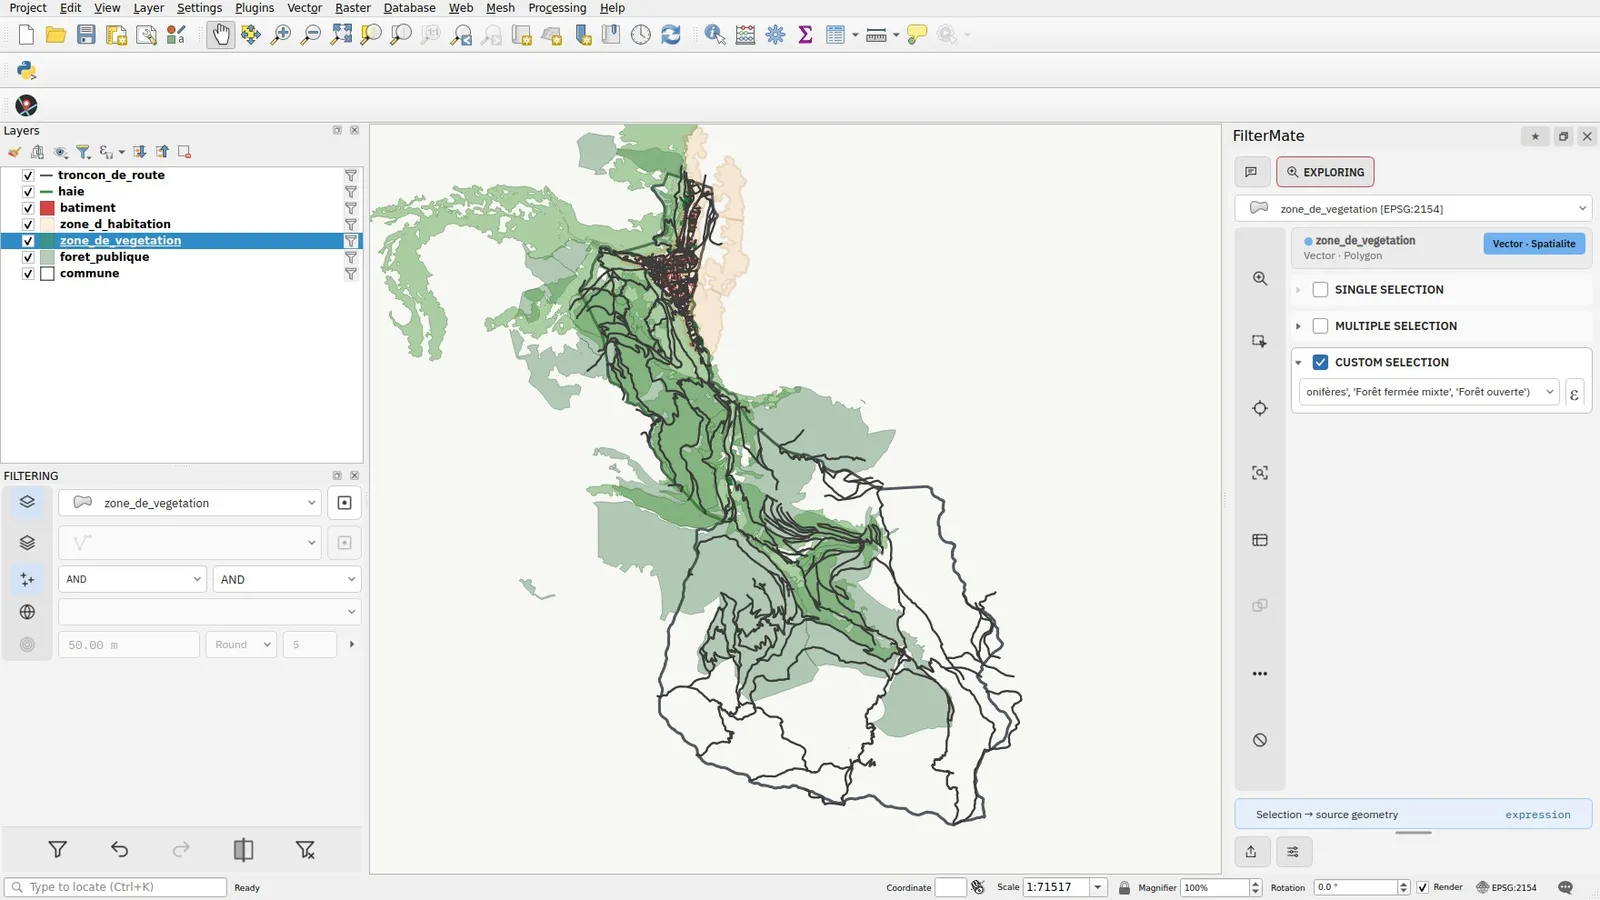 Project Edit View Layer Settings Plugins Vector Raster Database Web Mesh Processing Help
Layers
troncon_de_route
haie
batiment
zone_d_habitation
zone_de_vegetation
foret_publique
commune
FILTERING
zone_de_vegetation
AND AND
50.00 m Round 5
FilterMate
EXPLORING
zone_de_vegetation [EPSG:2154]
zone_de_vegetation
Vector · Polygon
Vector · Spatialite
SINGLE SELECTION
MULTIPLE SELECTION
CUSTOM SELECTION
onifères', 'Forêt fermée mixte', 'Forêt ouverte')
ε
Selection → source geometry expression
Type to locate (Ctrl+K) Ready Coordinate Scale 1:71517 Magnifier 100% Rotation 0.0 ° Render EPSG:2154